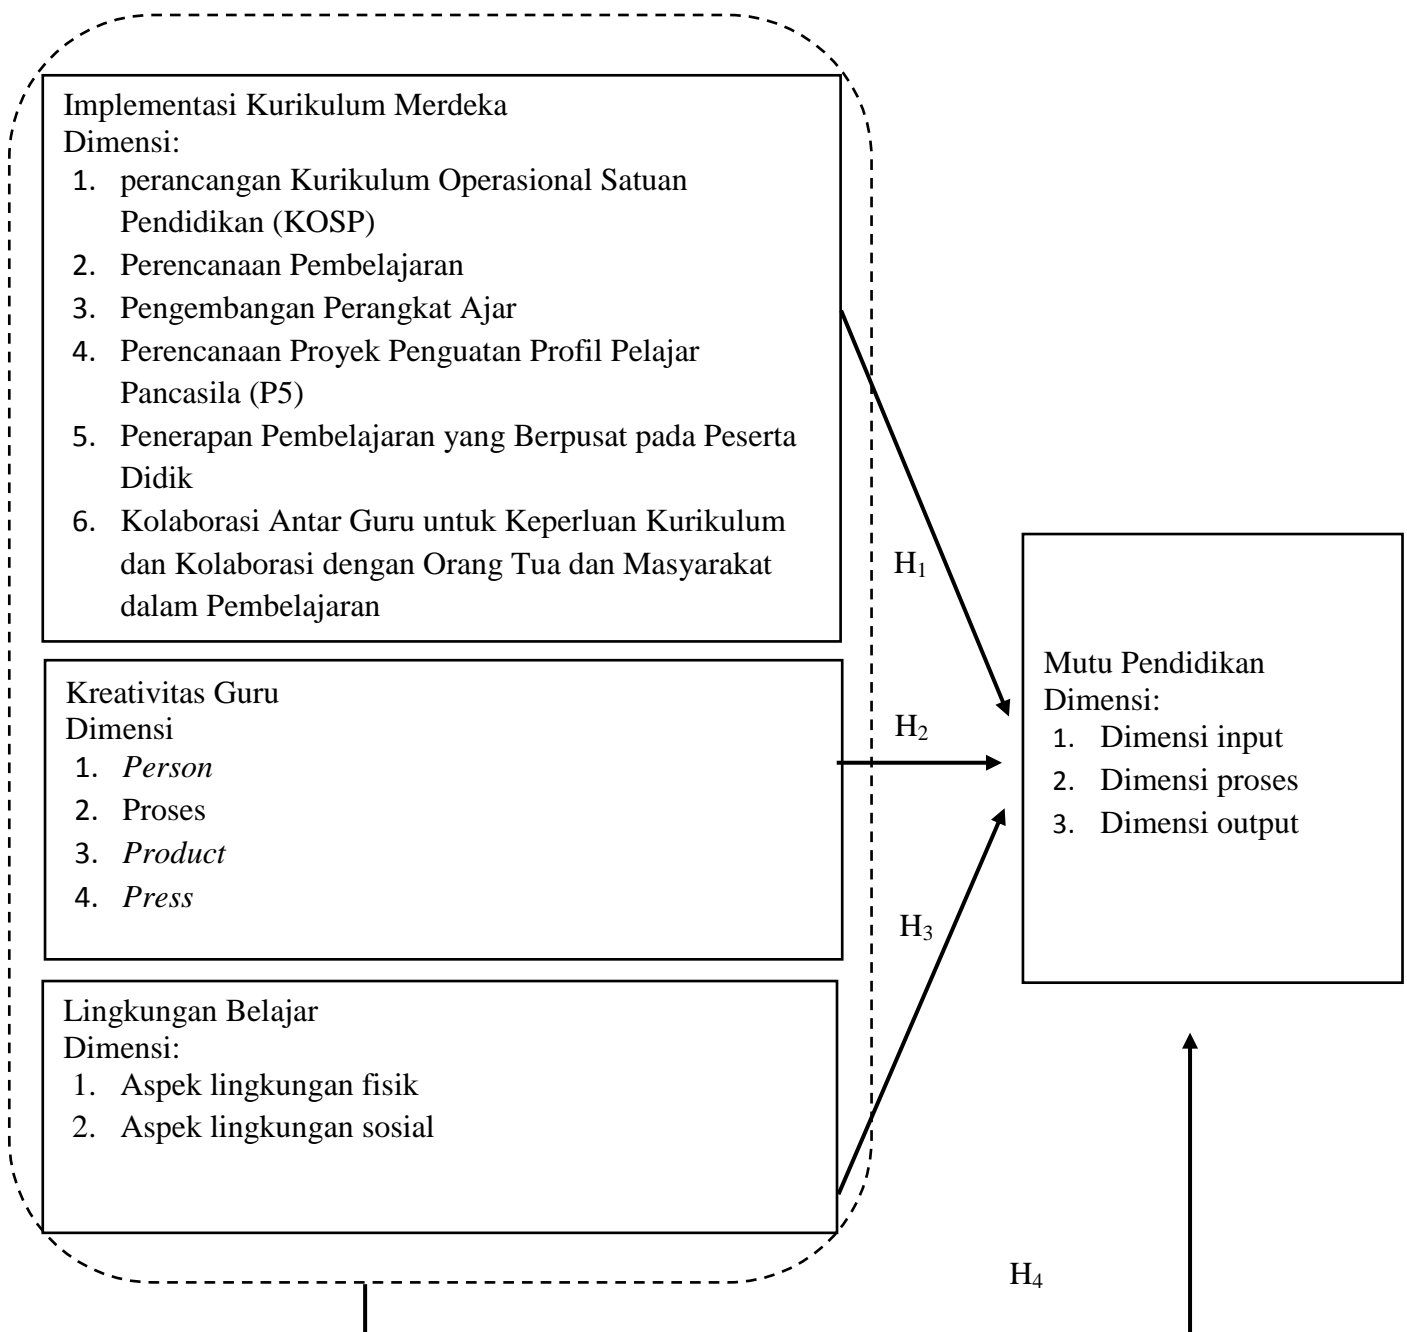 Implementasi Kurikulum Merdeka
Dimensi:
1. perancangan Kurikulum Operasional Satuan
Pendidikan (KOSP)
2. Perencanaan Pembelajaran
3. Pengembangan Perangkat Ajar
4. Perencanaan Proyek Penguatan Profil Pelajar
Pancasila (P5)
5. Penerapan Pembelajaran yang Berpusat pada Peserta
Didik
6. Kolaborasi Antar Guru untuk Keperluan Kurikulum
dan Kolaborasi dengan Orang Tua dan Masyarakat
dalam Pembelajaran
Kreativitas Guru
Dimensi
1. Person
2. Proses
3. Product
4. Press
Lingkungan Belajar
Dimensi:
1. Aspek lingkungan fisik
2. Aspek lingkungan sosial
H₁
H₂
H₃
Mutu Pendidikan
Dimensi:
1. Dimensi input
2. Dimensi proses
3. Dimensi output
H₄